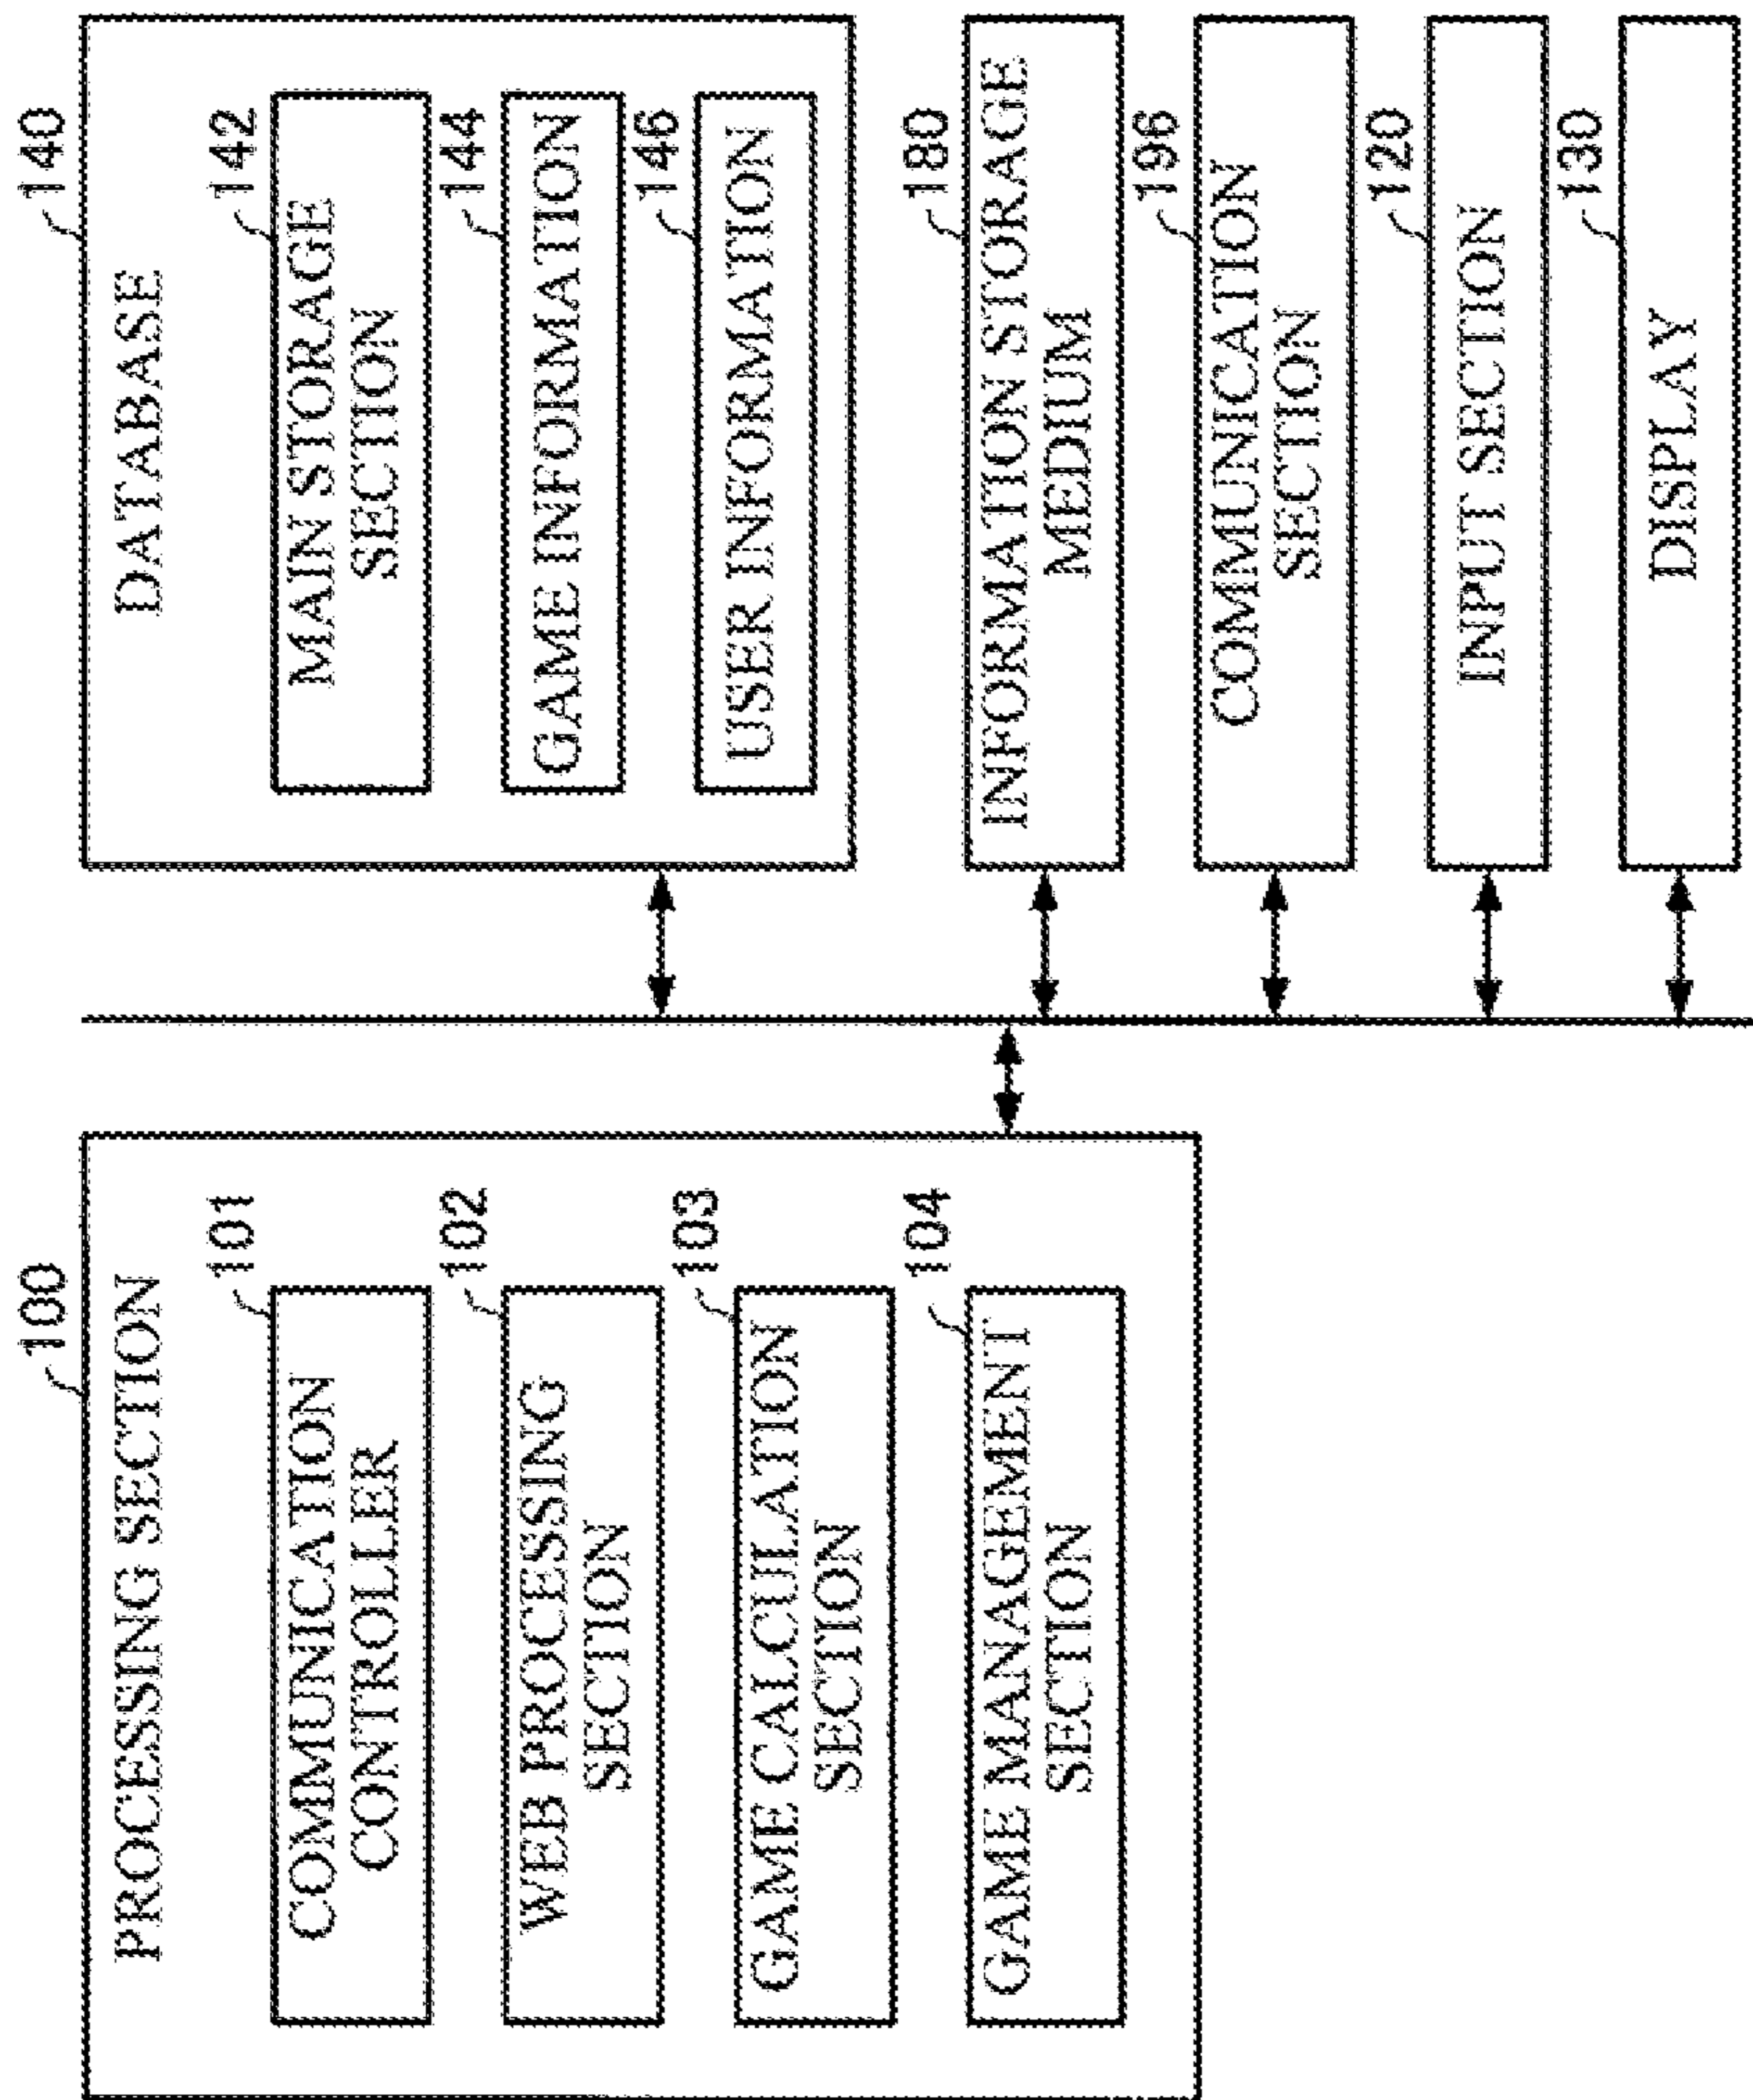 100
PROCESSING SECTION
101
COMMUNICATION
CONTROLLER
102
WEB PROCESSING
SECTION
103
GAME CALCULATION
SECTION
104
GAME MANAGEMENT
SECTION
140
DATABASE
142
MAIN STORAGE
SECTION
144
GAME INFORMATION
146
USER INFORMATION
180
INFORMATION STORAGE
MEDIUM
196
COMMUNICATION
SECTION
120
INPUT SECTION
130
DISPLAY